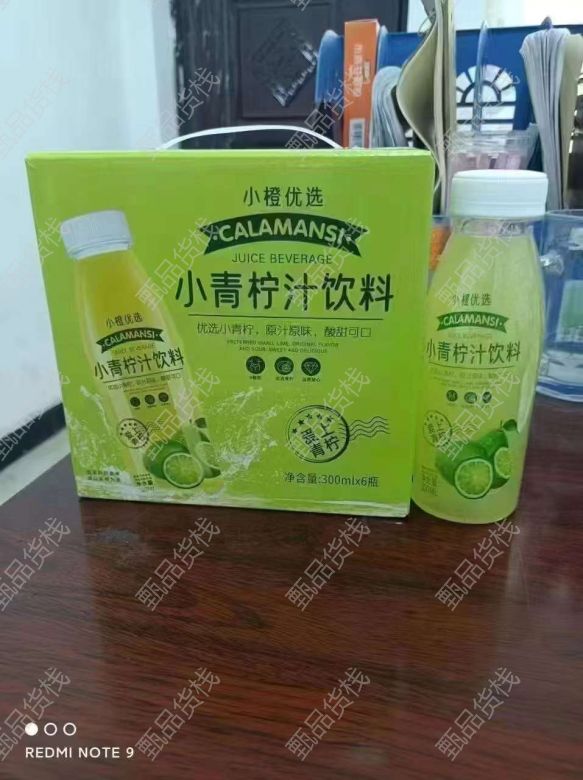 小橙优选
CALAMANSI
JUICE BEVERAGE
小青柠汁饮料
优选小青柠，原汁原味，酸甜可口
PREFERRED SMALL LIME, ORIGINAL FLAVOR
AND SOUR, SWEET AND DELICIOUS
净含量:300mlx6瓶
小橙优选
CALAMANSI
小青柠汁饮料
小橙优选
CALAMANSI
小青柠汁饮料
REDMI NOTE 9
甄品货栈